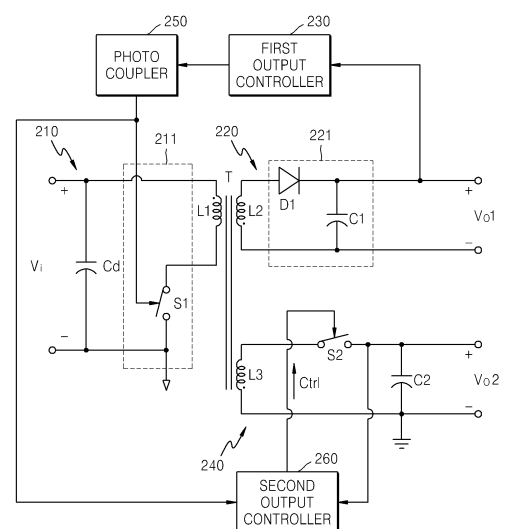 250
230
PHOTO
COUPLER
FIRST
OUTPUT
CONTROLLER
210
211
220
221
T
+
L1
L2
D1
C1
+
Vo1
−
Vi
Cd
S1
−
S2
+
L3
Ctrl
C2
Vo2
−
240
260
SECOND
OUTPUT
CONTROLLER